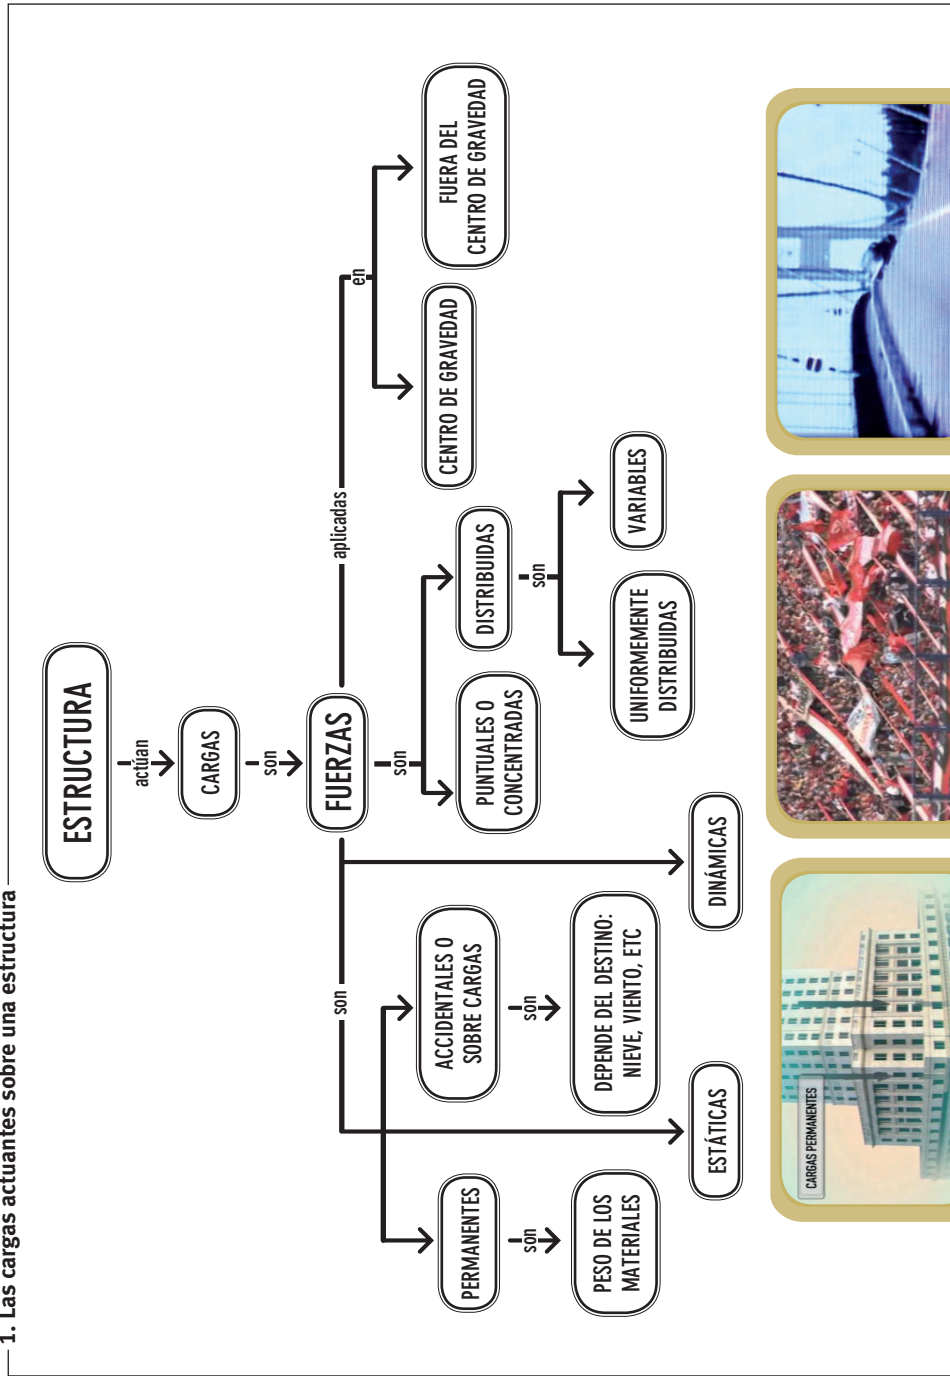 1. Las cargas actuantes sobre una estructura
ESTRUCTURA
actúan
CARGAS
son
FUERZAS
son
son
aplicadas
en
PERMANENTES
son
PESO DE LOS
MATERIALES
ACCIDENTALES O
SOBRE CARGAS
son
DEPENDE DEL DESTINO:
NIEVE, VIENTO, ETC
ESTÁTICAS
DINÁMICAS
PUNTUALES O
CONCENTRADAS
DISTRIBUIDAS
son
UNIFORMEMENTE
DISTRIBUIDAS
VARIABLES
CENTRO DE GRAVEDAD
FUERA DEL
CENTRO DE GRAVEDAD
CARGAS PERMANENTES